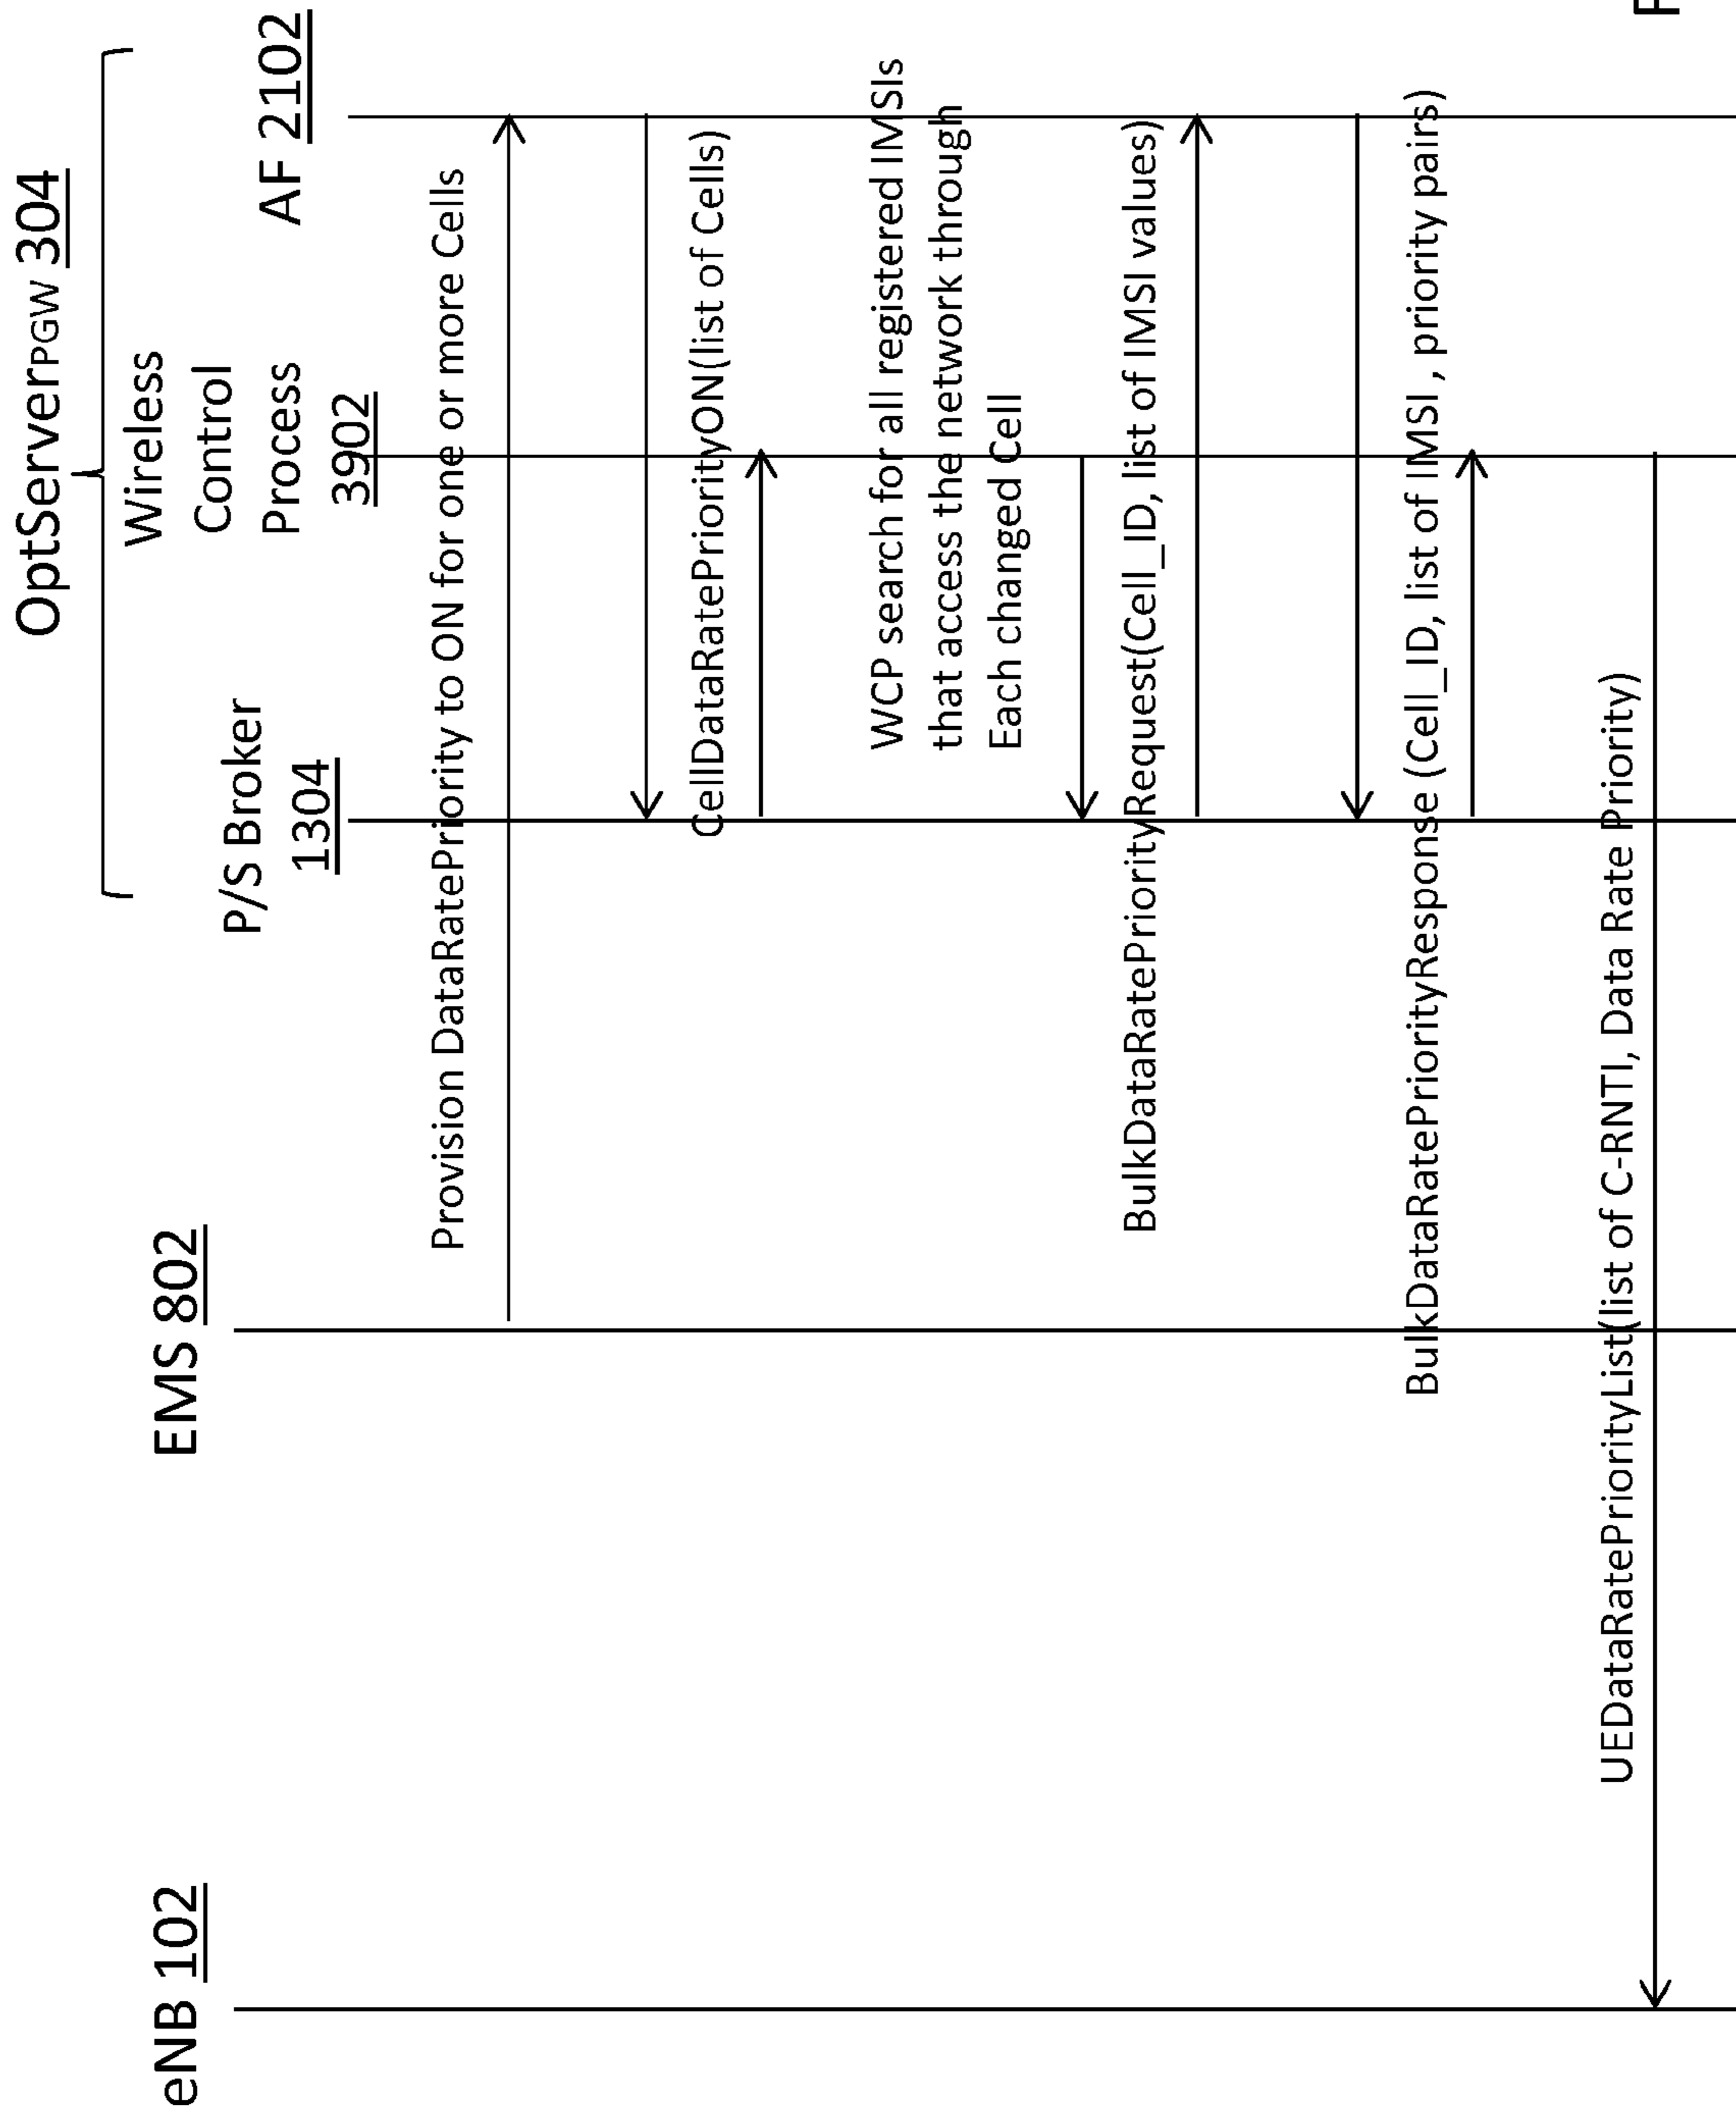 OptServerPGW 304
eNB 102
EMS 802
P/S Broker
1304
Wireless
Control
Process
3902
AF 2102
Provision DataRatePriority to ON for one or more Cells
CellDataRatePriorityON(list of Cells)
WCP search for all registered IMSIs
that access the network through
Each changed Cell
BulkDataRatePriorityRequest(Cell_ID, list of IMSI values)
BulkDataRatePriorityResponse (Cell_ID, list of IMSI , priority pairs)
UEDataRatePriorityList(list of C-RNTI, Data Rate Priority)